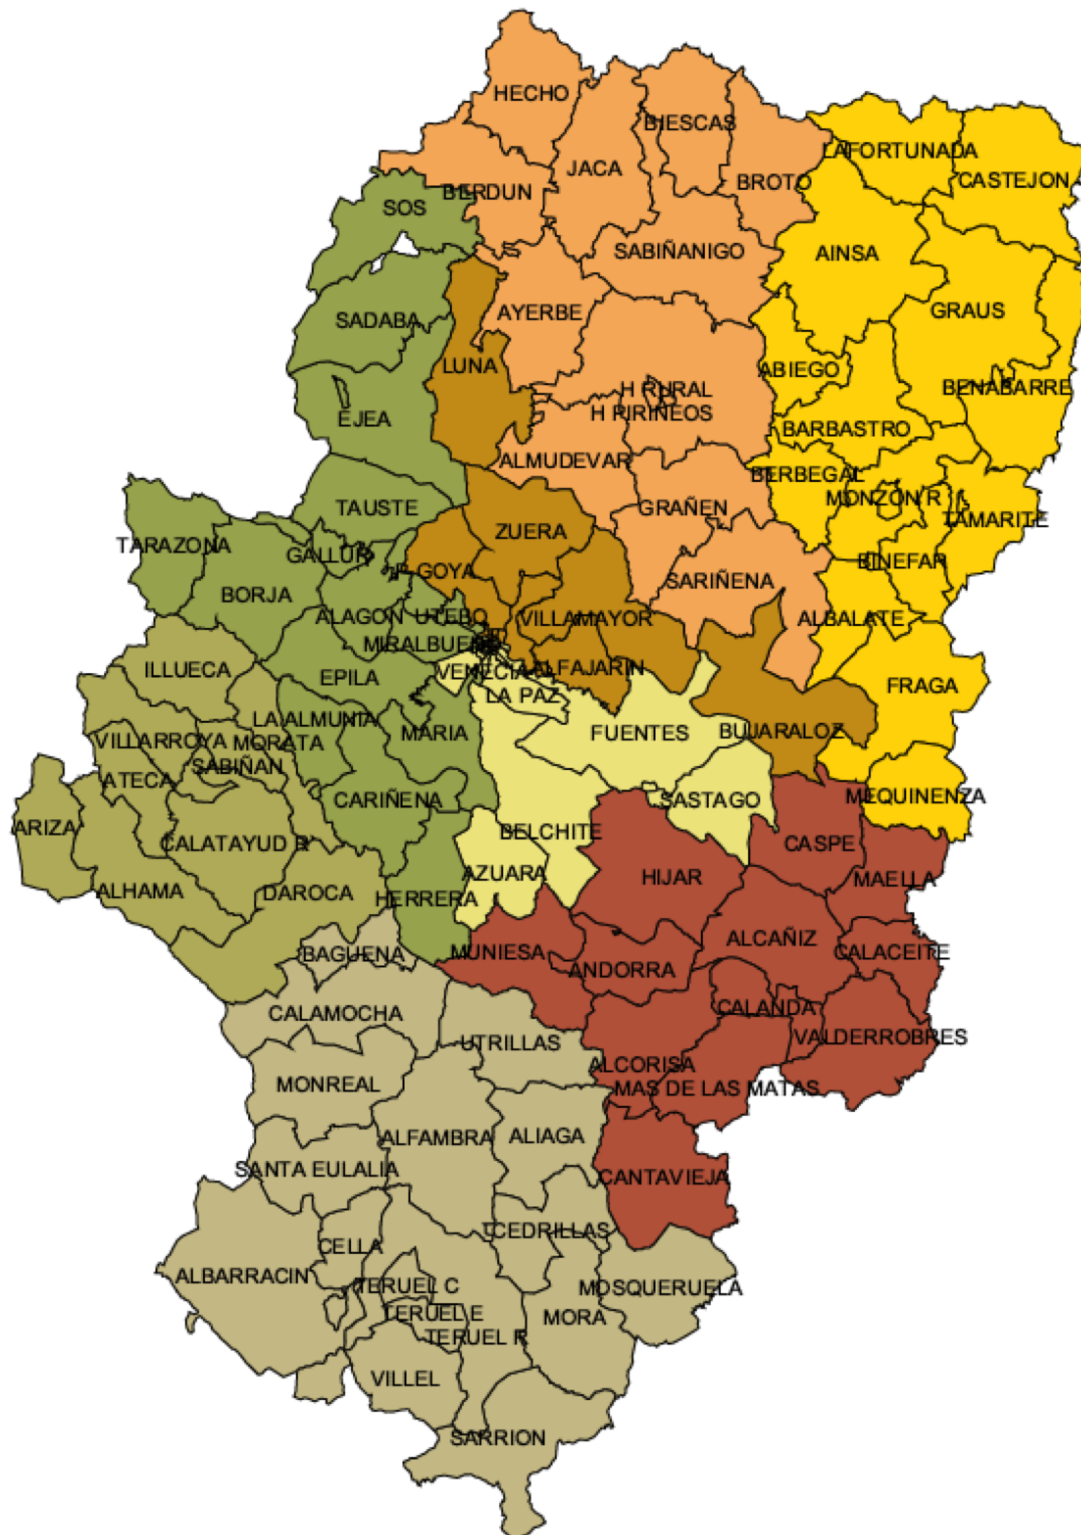 HECHO
BIESCAS
LAFORTUNADA
JACA
BROTO
CASTEJON
BERDUN
SOS
SABIÑANIGO
AINSA
AYERBE
GRAUS
SADABA
LUNA
ABIEGO
H RURAL
BENABARRE
H PIRIÑEOS
EJEA
BARBASTRO
ALMUDEVAR
BERBEGAL
MONZON R
TAUSTE
GRAÑEN
TAMARITE
ZUERA
TARAZONA
GALLUR
BINEFAR
P GOYA
SARIÑENA
BORJA
ALAGON
UTEBO
VILLAMAYOR
ALBALATE
MIRALBUENO
ILLUECA
VENECIA
ALFAJARIN
EPILA
LA PAZ
FRAGA
LA ALMUNIA
MARIA
FUENTES
BUJARALOZ
VILLARROYA
MORATA
SABIÑAN
ATECA
CARIÑENA
SASTAGO
MEQUINENZA
ARIZA
BELCHITE
CALATAYUD R
CASPE
AZUARA
HIJAR
MAELLA
ALHAMA
DAROCA
HERRERA
ALCAÑIZ
BAGUENA
MUNIESA
CALACEITE
ANDORRA
CALAMOCHA
CALANDA
UTRILLAS
VALDERROBRES
ALCORISA
MONREAL
MAS DE LAS MATAS
ALFAMBRA
ALIAGA
SANTA EULALIA
CANTAVIEJA
CEDRILLAS
CELLA
ALBARRACIN
TERUEL C
MOSQUERUELA
TERUEL E
MORA
TERUEL R
VILLEL
SARRION